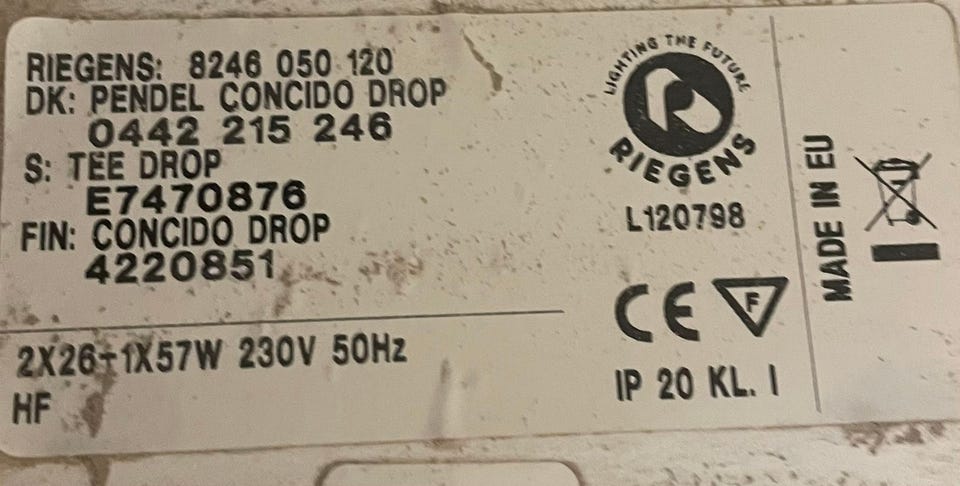 RIEGENS: 8246 050 120
DK: PENDEL CONCIDO DROP
0442 215 246
S: TEE DROP
E7470876
FIN: CONCIDO DROP
4220851
2X26+1X57W 230V 50Hz
HF
LIGHTING THE FUTURE
RIEGENS
L120798
CE F
IP 20 KL. I
MADE IN EU